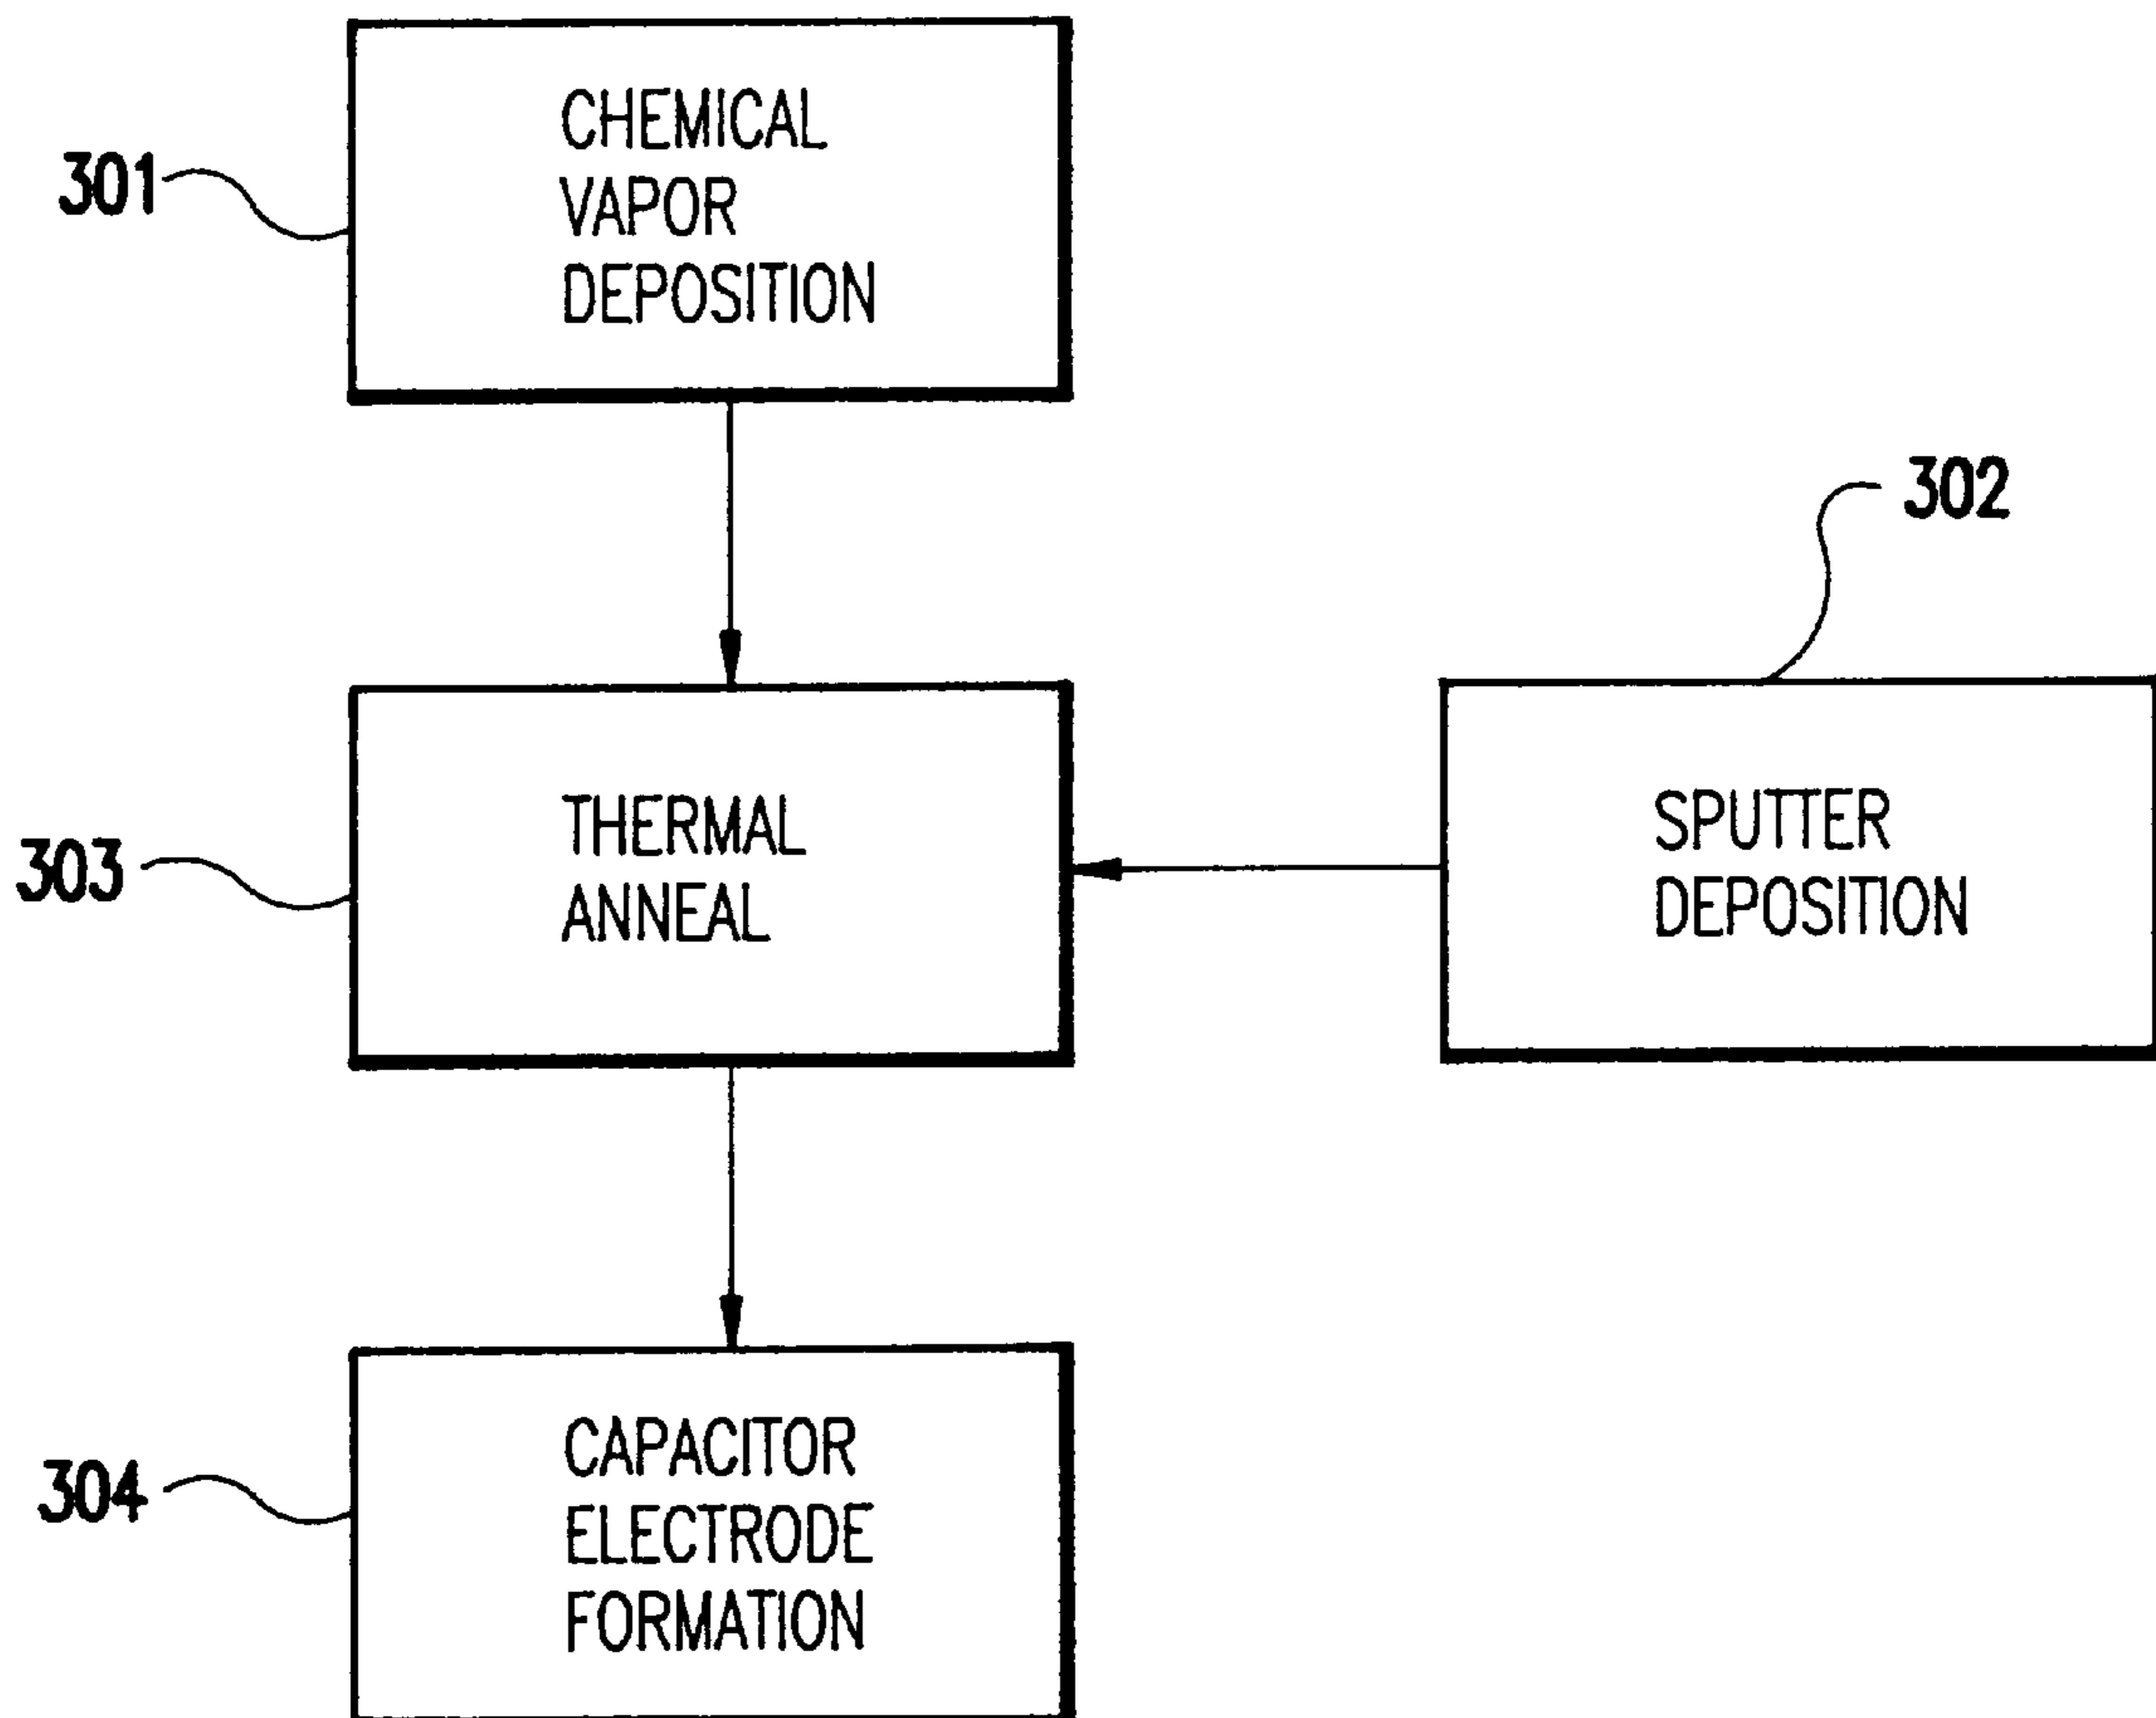 301
CHEMICAL
VAPOR
DEPOSITION
302
303
THERMAL
ANNEAL
SPUTTER
DEPOSITION
304
CAPACITOR
ELECTRODE
FORMATION